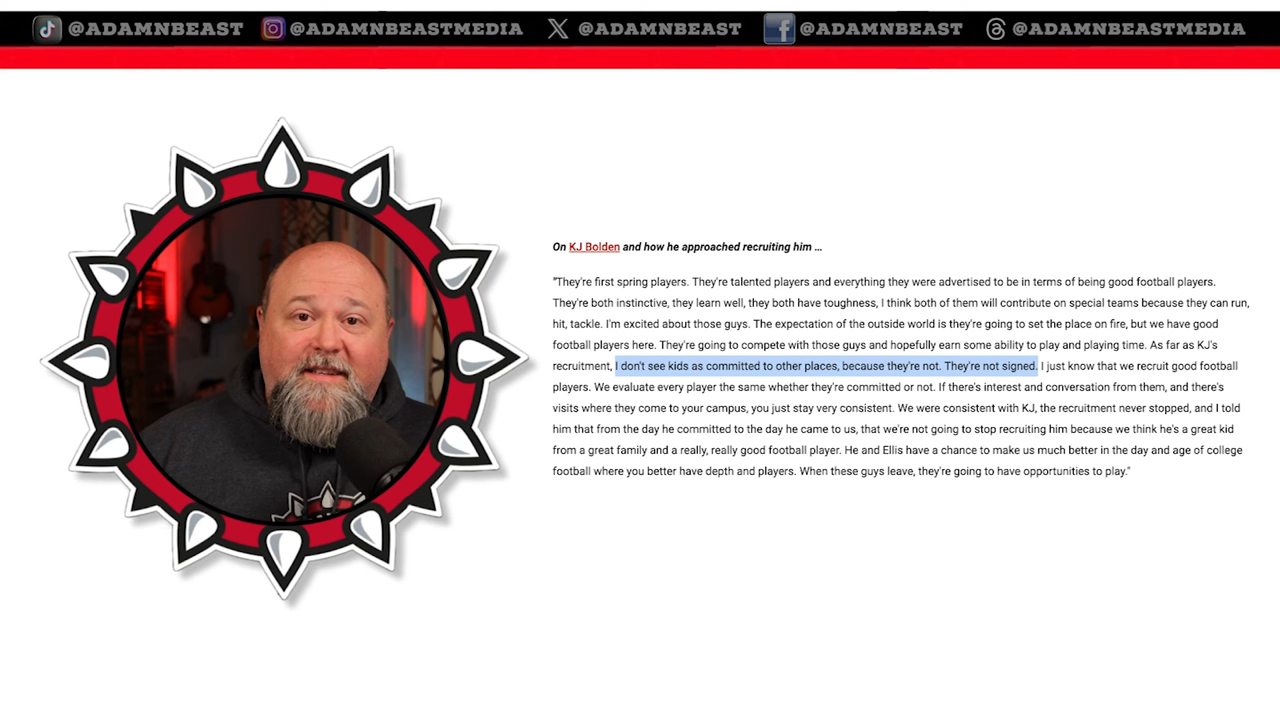 @ADAMNBEAST @ADAMNBEASTMEDIA @ADAMNBEAST @ADAMNBEAST @ADAMNBEASTMEDIA
On KJ Bolden and how he approached recruiting him ...
"They're first spring players. They're talented players and everything they were advertised to be in terms of being good football players.
They're both instinctive, they learn well, they both have toughness, I think both of them will contribute on special teams because they can run,
hit, tackle. I'm excited about those guys. The expectation of the outside world is they're going to set the place on fire, but we have good
football players here. They're going to compete with those guys and hopefully earn some ability to play and playing time. As far as KJ's
recruitment, I don't see kids as committed to other places, because they're not. They're not signed. I just know that we recruit good football
players. We evaluate every player the same whether they're committed or not. If there's interest and conversation from them, and there's
visits where they come to your campus, you just stay very consistent. We were consistent with KJ, the recruitment never stopped, and I told
him that from the day he committed to the day he came to us, that we're not going to stop recruiting him because we think he's a great kid
from a great family and a really, really good football player. He and Ellis have a chance to make us much better in the day and age of college
football where you better have depth and players. When these guys leave, they're going to have opportunities to play."